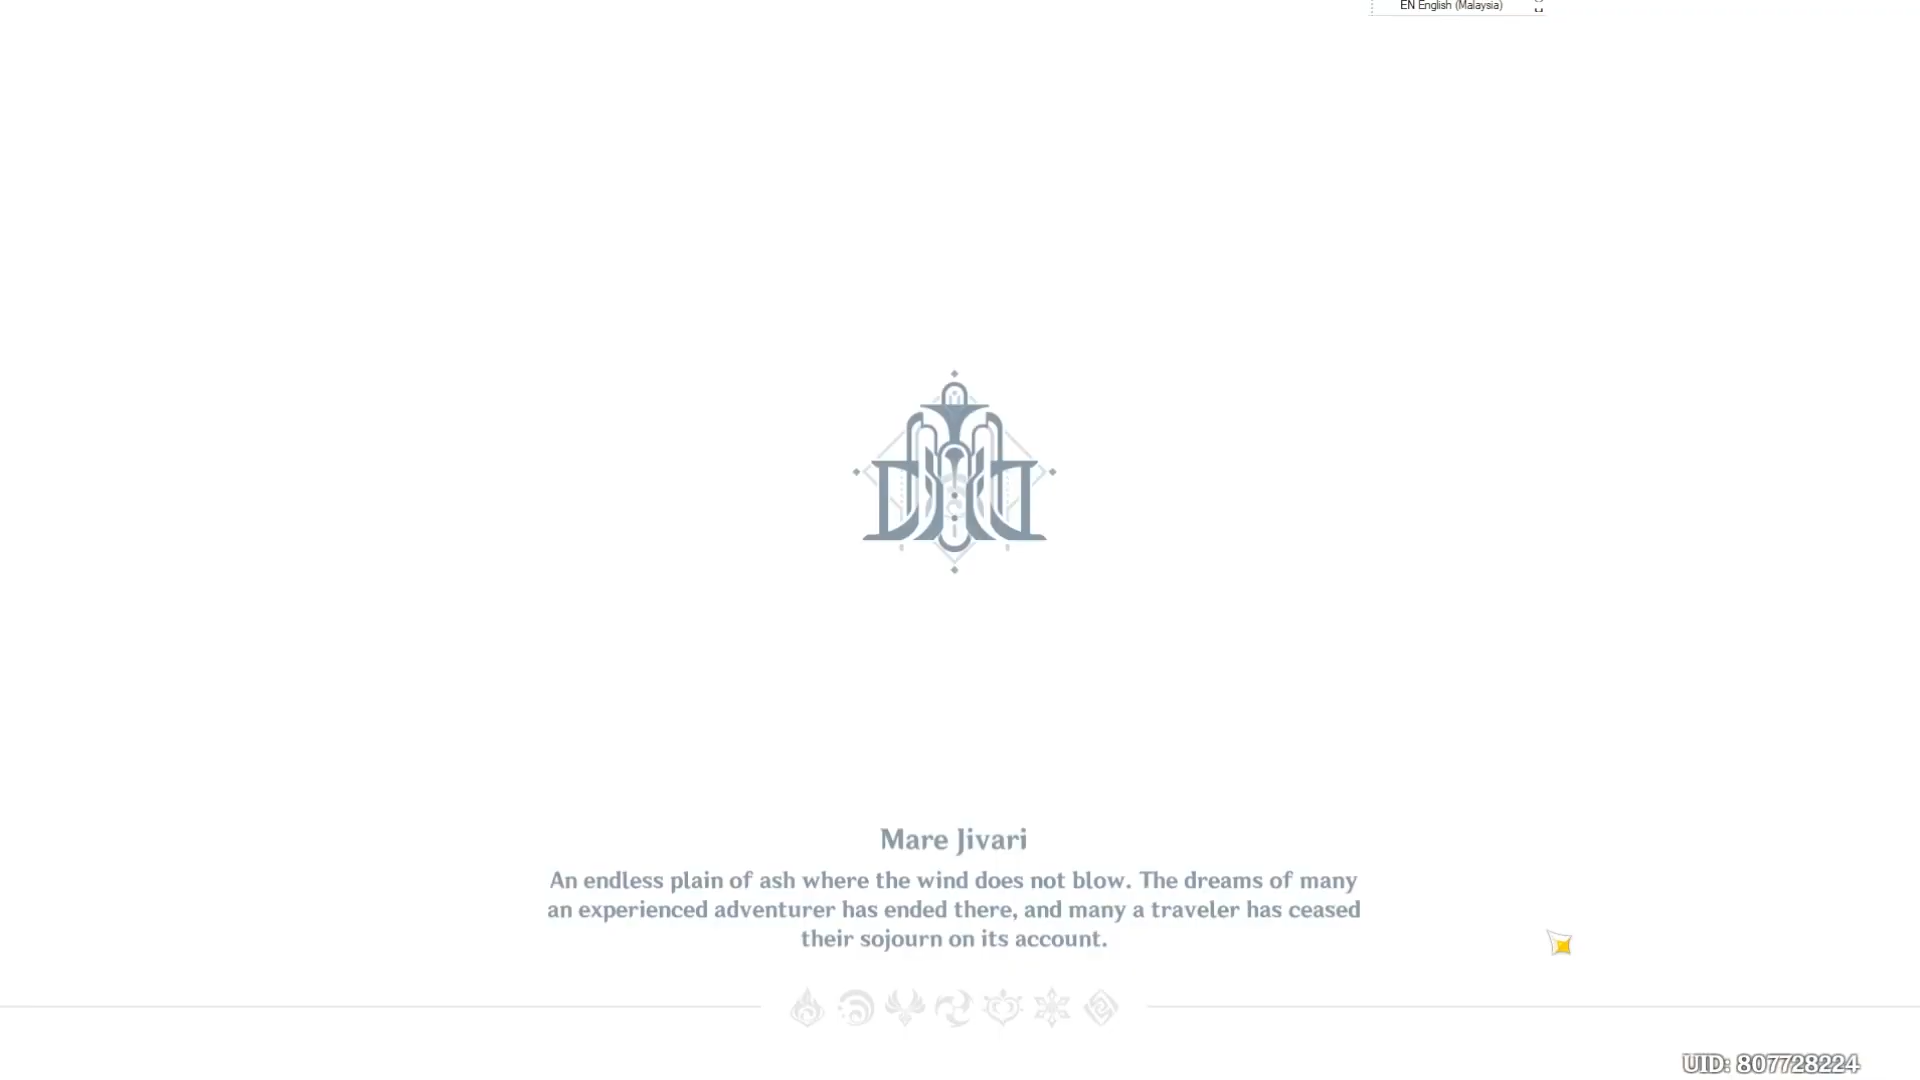 EN English (Malaysia)
Mare Jivari
An endless plain of ash where the wind does not blow. The dreams of many
an experienced adventurer has ended there, and many a traveler has ceased
their sojourn on its account.
UID: 807728224